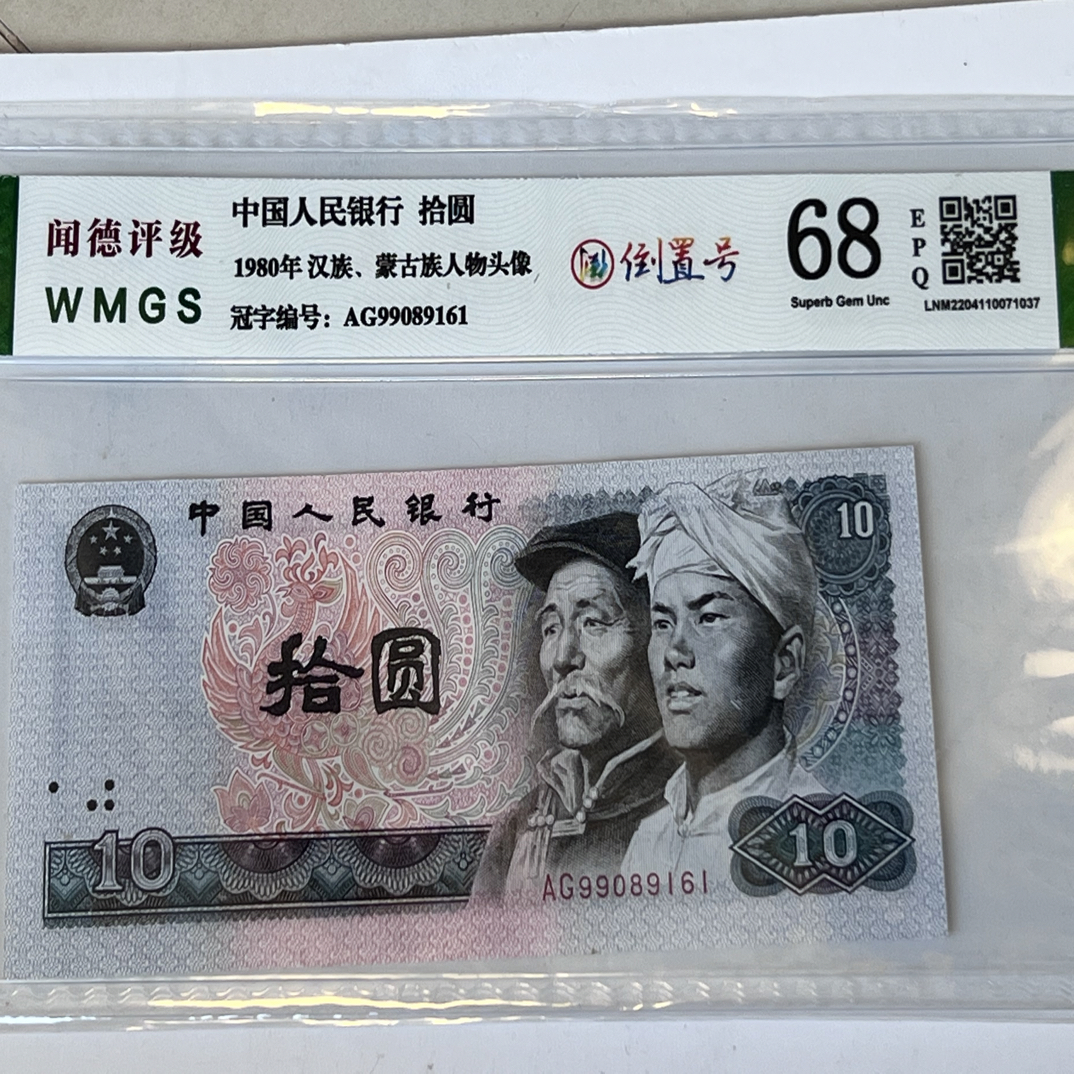 闻德评级
WMGS
中国人民银行 拾圆
1980年 汉族、蒙古族人物头像
冠字编号：AG99089161
倒置号
68
Superb Gem Unc
EPQ
LNM2204110071037
中国人民银行
10
拾圆
10
10
AG99089161